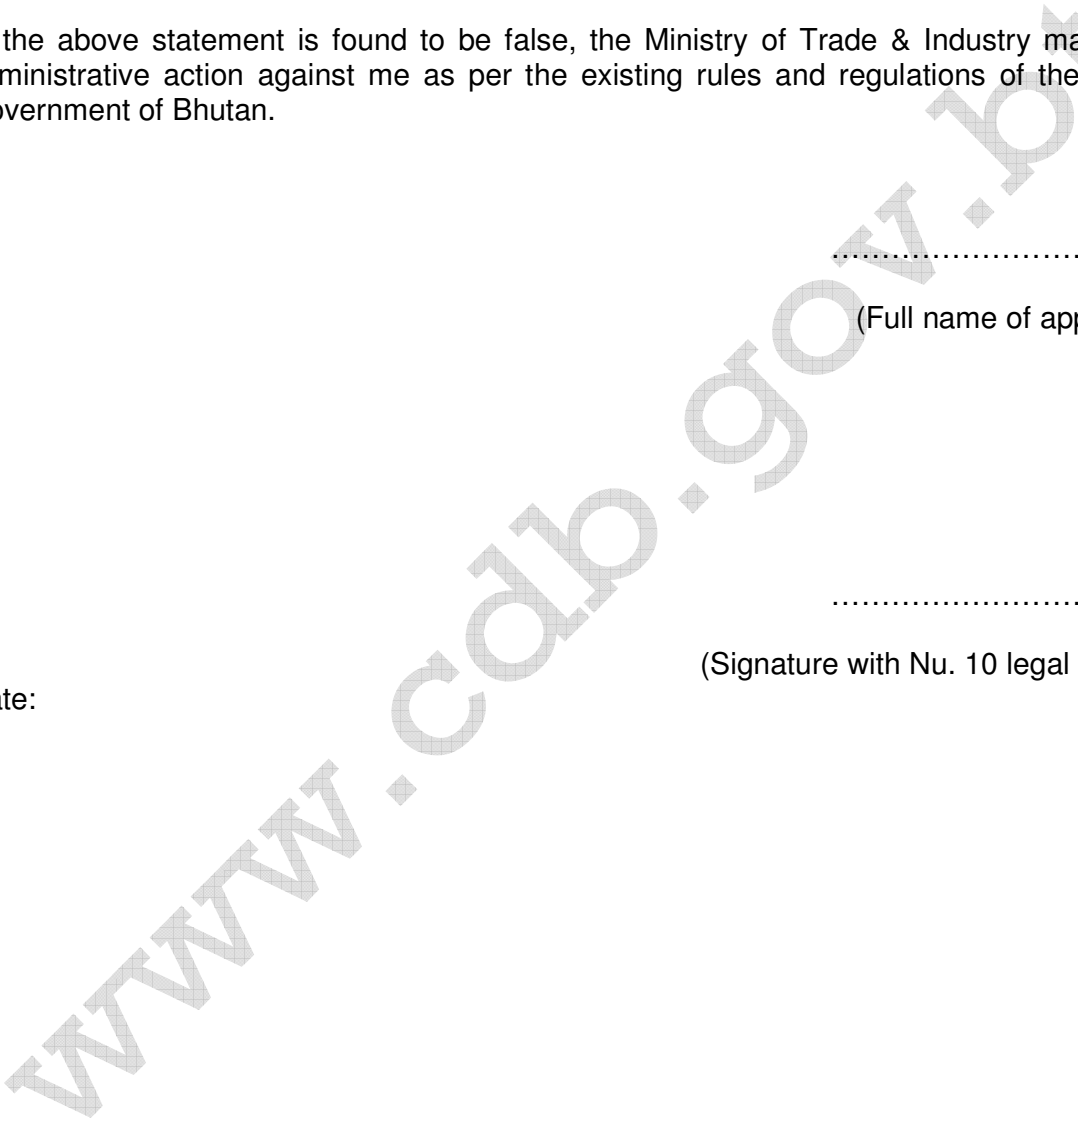 the above statement is found to be false, the Ministry of Trade & Industry ma
ministrative action against me as per the existing rules and regulations of the
overnment of Bhutan.
……………………
(Full name of app
……………………
(Signature with Nu. 10 legal
ate:
www.cdb.gov.b